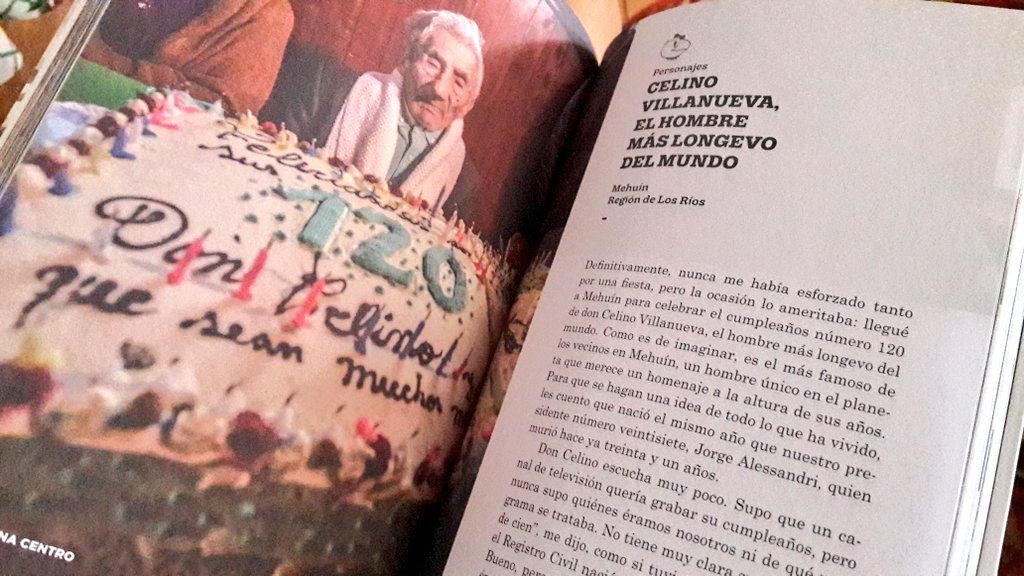 Felicidades en
sus
120
Don Celindo
que sean muchos
NA CENTRO
Personajes
CELINO
VILLANUEVA,
EL HOMBRE
MÁS LONGEVO
DEL MUNDO
Mehuín
Región de Los Ríos
Definitivamente, nunca me había esforzado tanto
por una fiesta, pero la ocasión lo ameritaba: llegué
a Mehuín para celebrar el cumpleaños número 120
de don Celino Villanueva, el hombre más longevo del
mundo. Como es de imaginar, es el más famoso de
los vecinos en Mehuín, un hombre único en el plane-
ta que merece un homenaje a la altura de sus años.
Para que se hagan una idea de todo lo que ha vivido,
les cuento que nació el mismo año que nuestro pre-
sidente número veintisiete, Jorge Alessandri, quien
murió hace ya treinta y un años.
Don Celino escucha muy poco. Supo que un ca-
nal de televisión quería grabar su cumpleaños, pero
nunca supo quiénes éramos nosotros ni de qué
grama se trataba. No tiene muy clara
de cien", me dijo, como si tuvi
el Registro Civil nació
Bueno, per